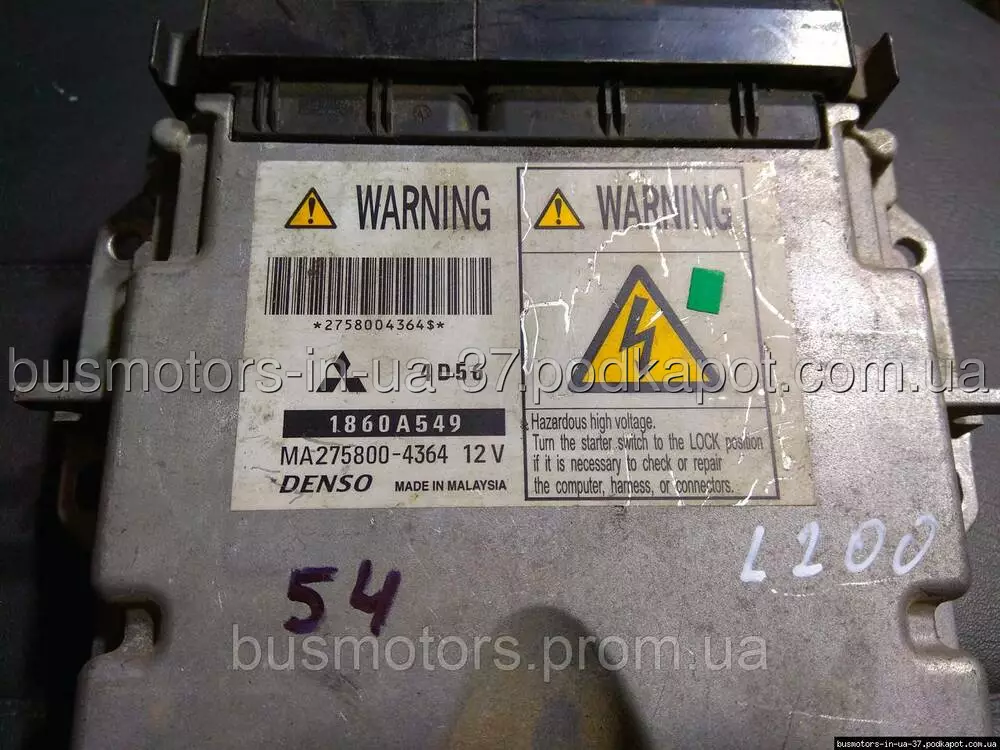 WARNING
*2758004364$*
4D56
1860A549
MA275800-4364 12V
DENSO MADE IN MALAYSIA
WARNING
Hazardous high voltage.
Turn the starter switch to the LOCK position
if it is necessary to check or repair
the computer, harness, or connectors.
busmotors-in-ua-37.podkapot.com.ua
54
L200
busmotors.prom.ua
busmotors-in-ua-37.podkapot.com.ua